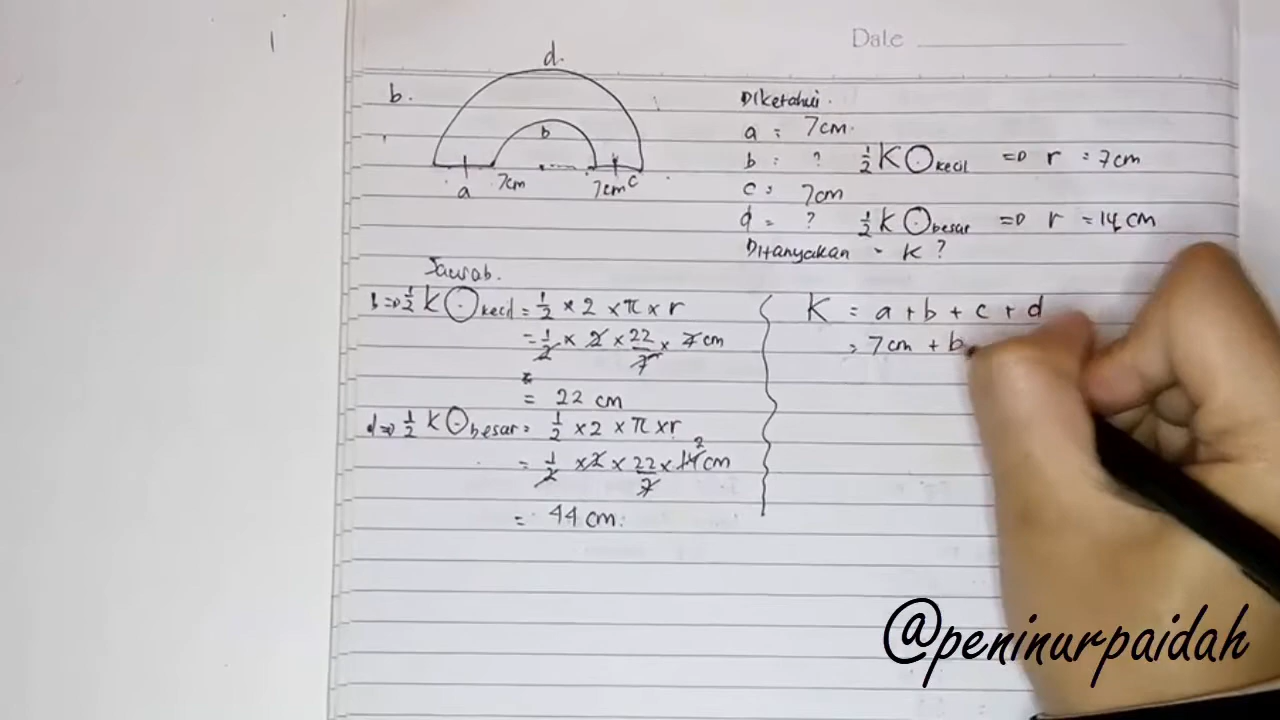 Date
d
b.
b
a
7cm
7cm c
Diketahui.
a = 7cm.
b = ? ½ K ⊙ kecil => r = 7cm
c = 7cm
d = ? ½ K ⊙ besar => r = 14 cm
Ditanyakan = K ?
Jawab.
b => ½ K ⊙ kecil = ½ × 2 × π × r
= ½ × 2 × 22/7 × 7 cm
= 22 cm
d => ½ K ⊙ besar = ½ × 2 × π × r
= ½ × 2 × 22/7 × 14 2 cm
= 44 cm.
K = a + b + c + d
= 7cm + b
@peninurpaidah